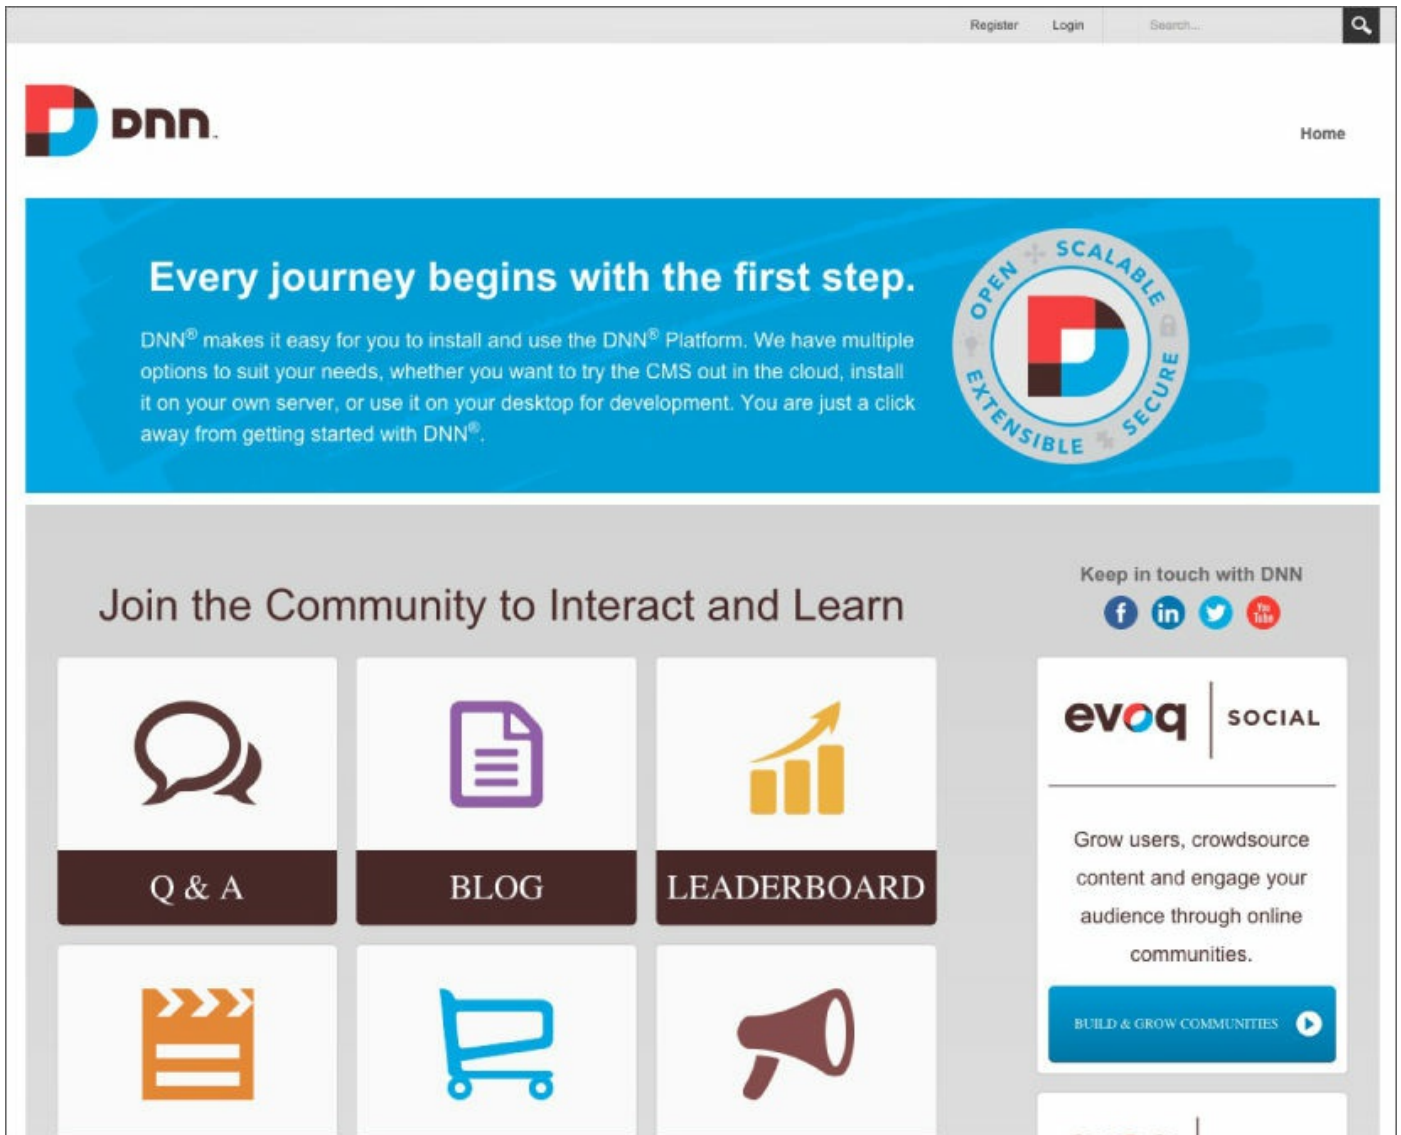 Register Login Search...
DNN
Home
Every journey begins with the first step.
DNN® makes it easy for you to install and use the DNN® Platform. We have multiple
options to suit your needs, whether you want to try the CMS out in the cloud, install
it on your own server, or use it on your desktop for development. You are just a click
away from getting started with DNN®.
OPEN SCALABLE SECURE EXTENSIBLE
Join the Community to Interact and Learn
Keep in touch with DNN
f in You Tube
Q & A
BLOG
LEADERBOARD
evoq SOCIAL
Grow users, crowdsource
content and engage your
audience through online
communities.
BUILD & GROW COMMUNITIES